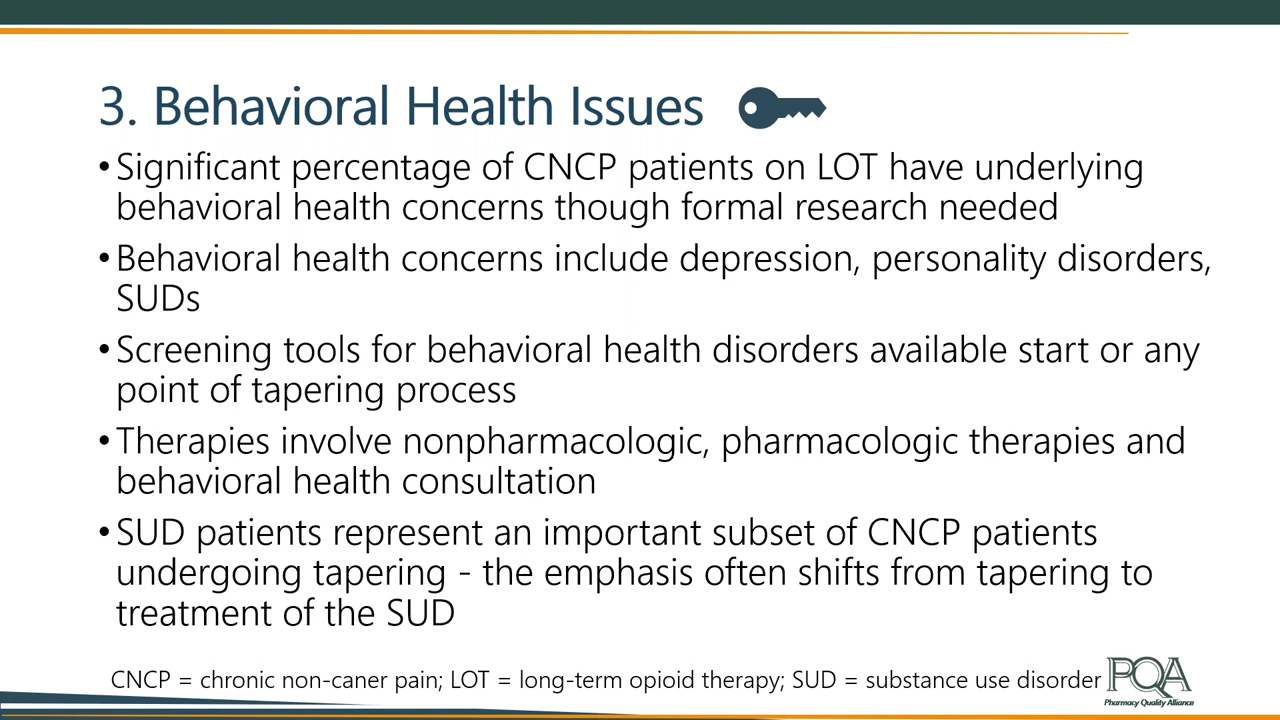 3. Behavioral Health Issues
•Significant percentage of CNCP patients on LOT have underlying
behavioral health concerns though formal research needed
•Behavioral health concerns include depression, personality disorders,
SUDs
•Screening tools for behavioral health disorders available start or any
point of tapering process
•Therapies involve nonpharmacologic, pharmacologic therapies and
behavioral health consultation
•SUD patients represent an important subset of CNCP patients
undergoing tapering - the emphasis often shifts from tapering to
treatment of the SUD
CNCP = chronic non-caner pain; LOT = long-term opioid therapy; SUD = substance use disorder
PQA
Pharmacy Quality Alliance